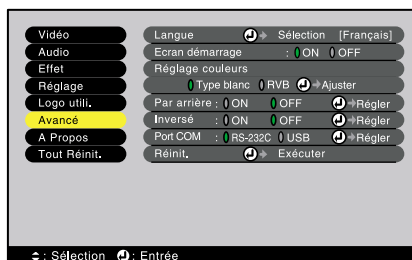 Vidéo
Audio
Effet
Réglage
Logo utili.
Avancé
A Propos
Tout Réinit.
Langue Sélection [Français]
Ecran démarrage : ON OFF
Réglage couleurs
Type blanc RVB Ajuster
Par arrière : ON OFF Régler
Inversé : ON OFF Régler
Port COM : RS-232C USB Régler
Réinit. Exécuter
: Sélection : Entrée